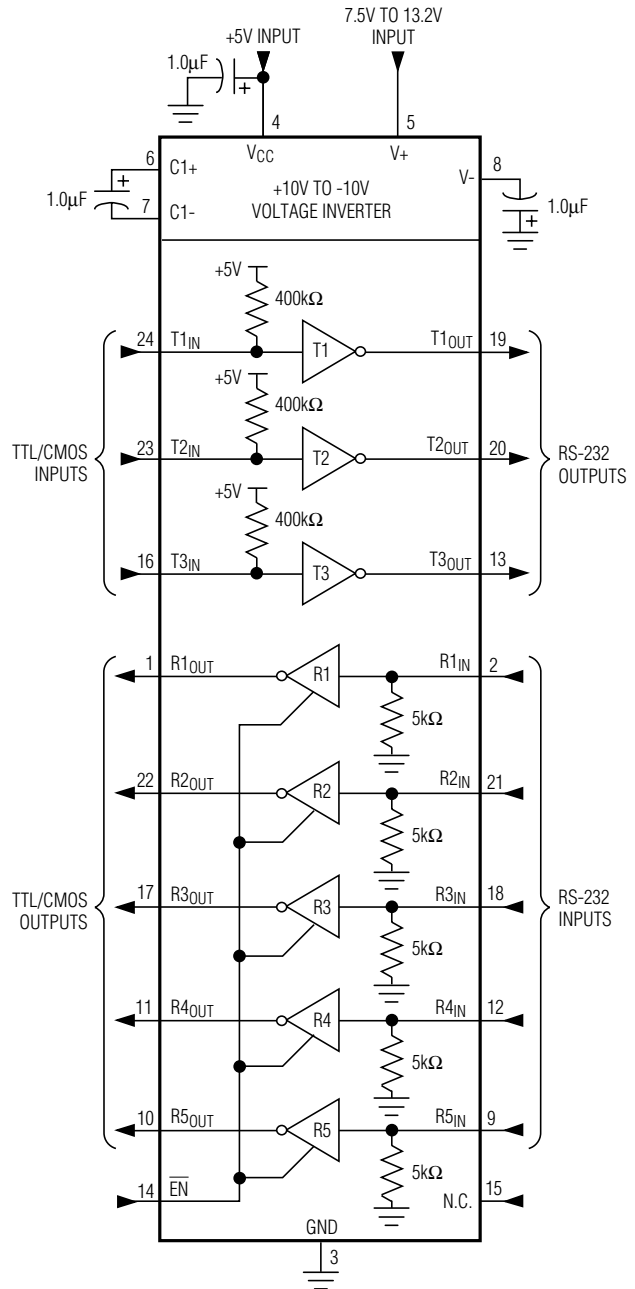 7.5V TO 13.2V
INPUT
+5V INPUT
1.0μF
+
4
5
VCC
V+
6
C1+
+
1.0μF
7
C1-
+10V TO -10V
VOLTAGE INVERTER
V-
8
1.0μF
+
+5V
400kΩ
24
T1IN
T1
T1OUT
19
+5V
400kΩ
TTL/CMOS
INPUTS
23
T2IN
T2
T2OUT
20
RS-232
OUTPUTS
+5V
400kΩ
16
T3IN
T3
T3OUT
13
1
R1OUT
R1
R1IN
2
5kΩ
22
R2OUT
R2
R2IN
21
5kΩ
TTL/CMOS
OUTPUTS
17
R3OUT
R3
R3IN
18
RS-232
INPUTS
5kΩ
11
R4OUT
R4
R4IN
12
5kΩ
10
R5OUT
R5
R5IN
9
5kΩ
14
EN
N.C.
15
GND
3